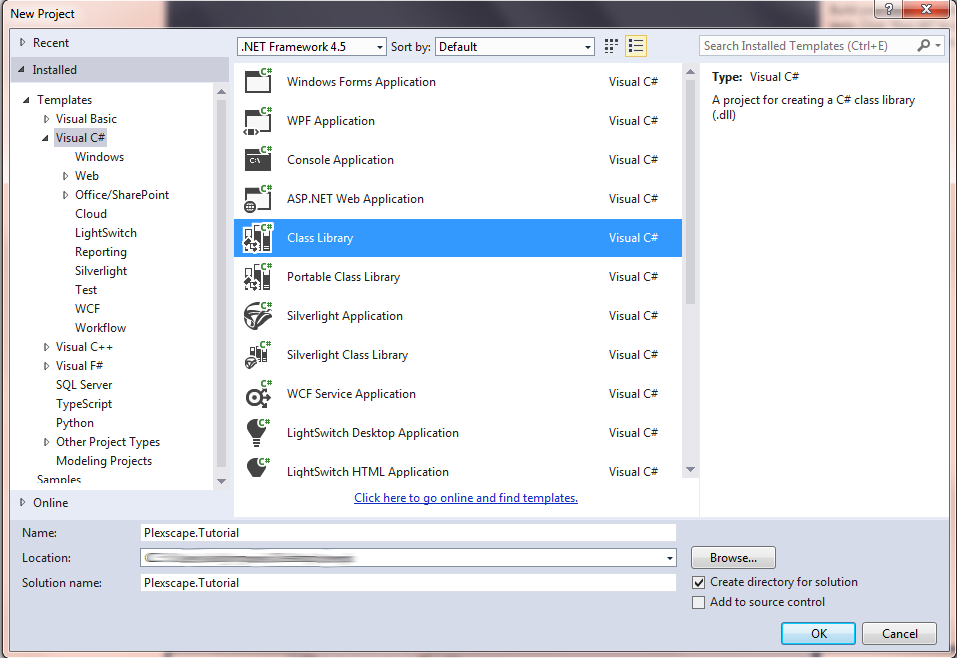 New Project
?
Recent
.NET Framework 4.5
Sort by:
Default
Search Installed Templates (Ctrl+E)
Installed
Templates
Visual Basic
Visual C#
Windows
Web
Office/SharePoint
Cloud
LightSwitch
Reporting
Silverlight
Test
WCF
Workflow
Visual C++
Visual F#
SQL Server
TypeScript
Python
Other Project Types
Modeling Projects
Samples
Online
C# Windows Forms Application Visual C#
C# WPF Application Visual C#
C# C:\ Console Application Visual C#
C# ASP.NET Web Application Visual C#
C# Class Library Visual C#
C# Portable Class Library Visual C#
C# Silverlight Application Visual C#
C# Silverlight Class Library Visual C#
C# WCF Service Application Visual C#
C# LightSwitch Desktop Application Visual C#
C# LightSwitch HTML Application Visual C#
Click here to go online and find templates.
Type: Visual C#
A project for creating a C# class library
(.dll)
Name: Plexscape.Tutorial
Location:
Browse...
Solution name: Plexscape.Tutorial
Create directory for solution
Add to source control
OK
Cancel